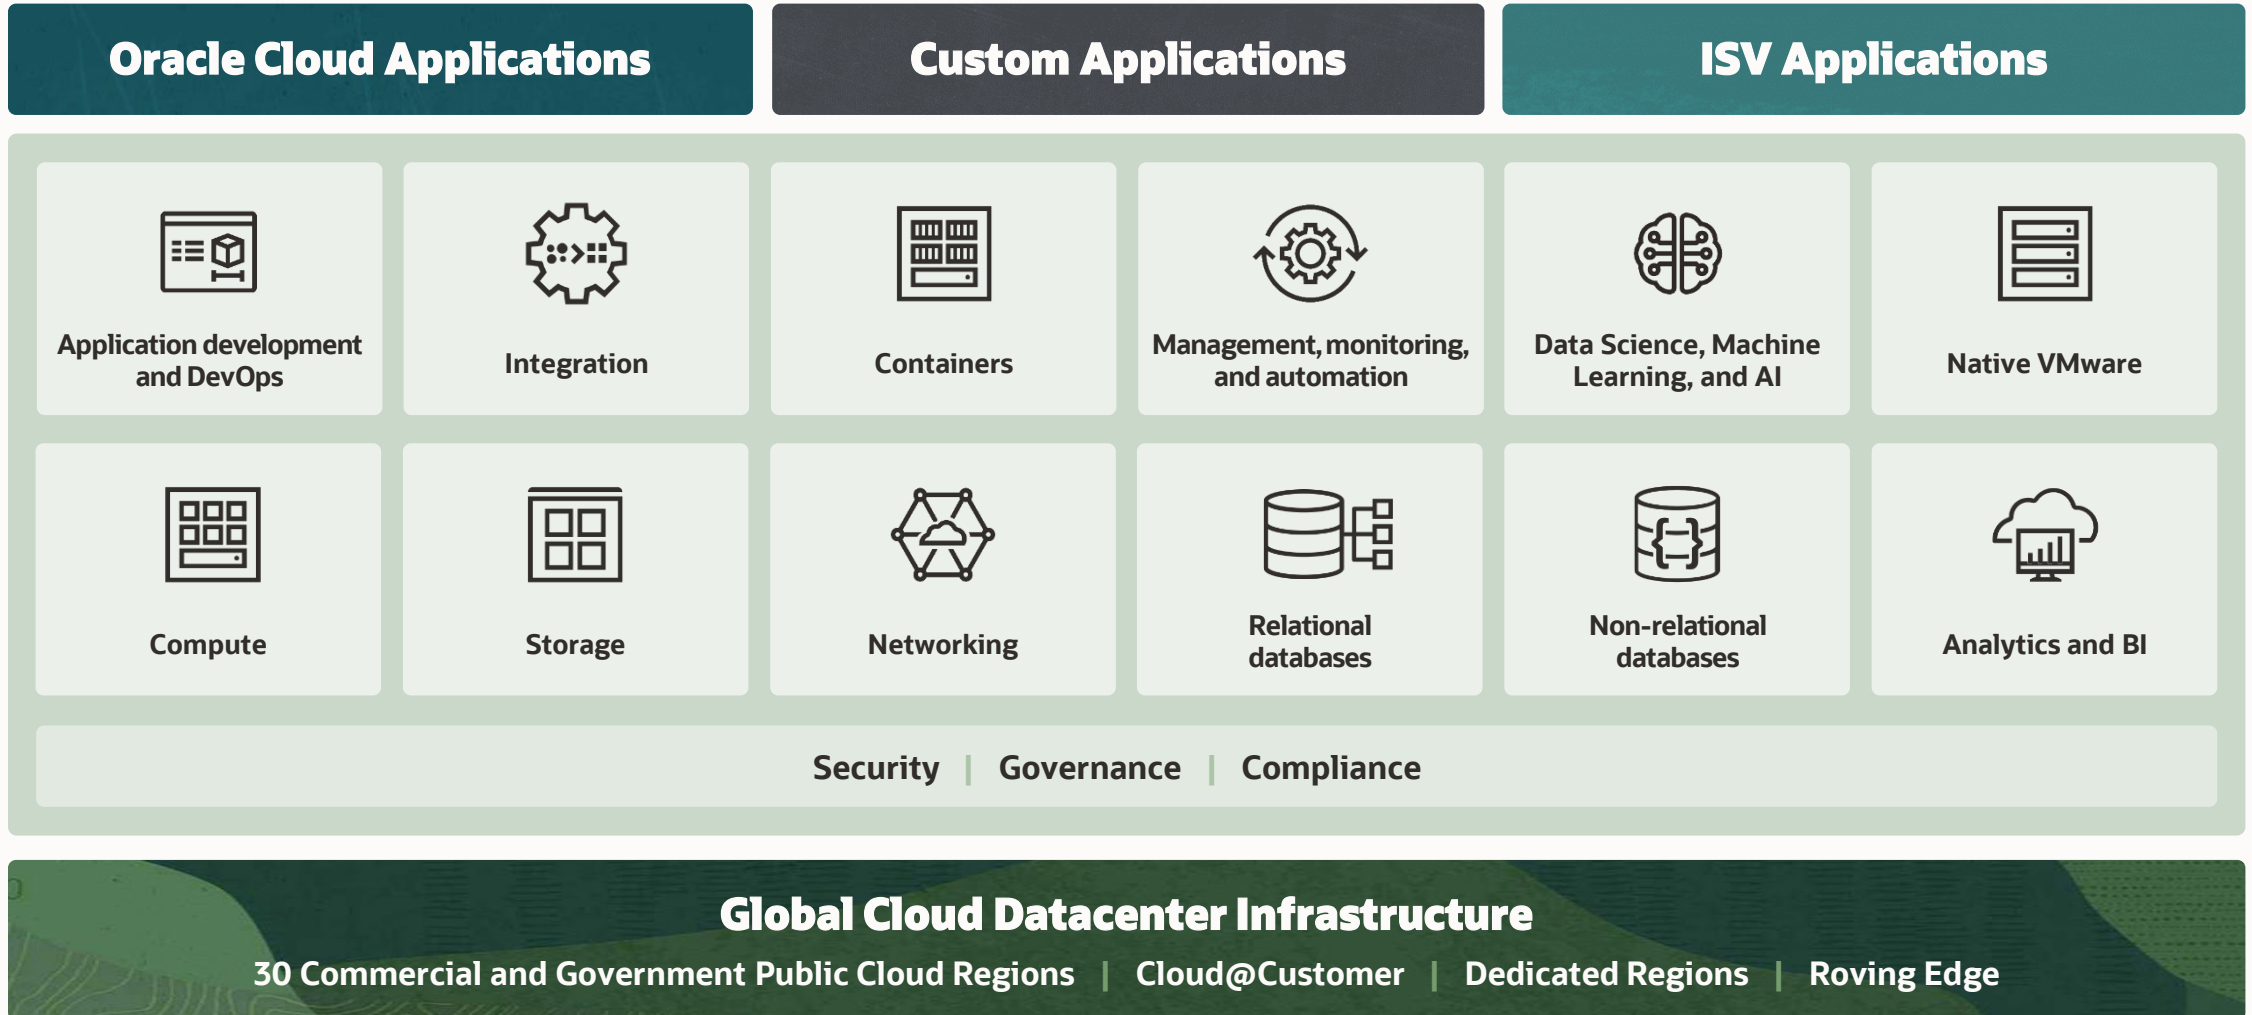 Oracle Cloud Applications
Custom Applications
ISV Applications
Application development
and DevOps
Integration
Containers
Management, monitoring,
and automation
Data Science, Machine
Learning, and AI
Native VMware
Compute
Storage
Networking
Relational
databases
Non-relational
databases
Analytics and BI
Security | Governance | Compliance
Global Cloud Datacenter Infrastructure
30 Commercial and Government Public Cloud Regions | Cloud@Customer | Dedicated Regions | Roving Edge